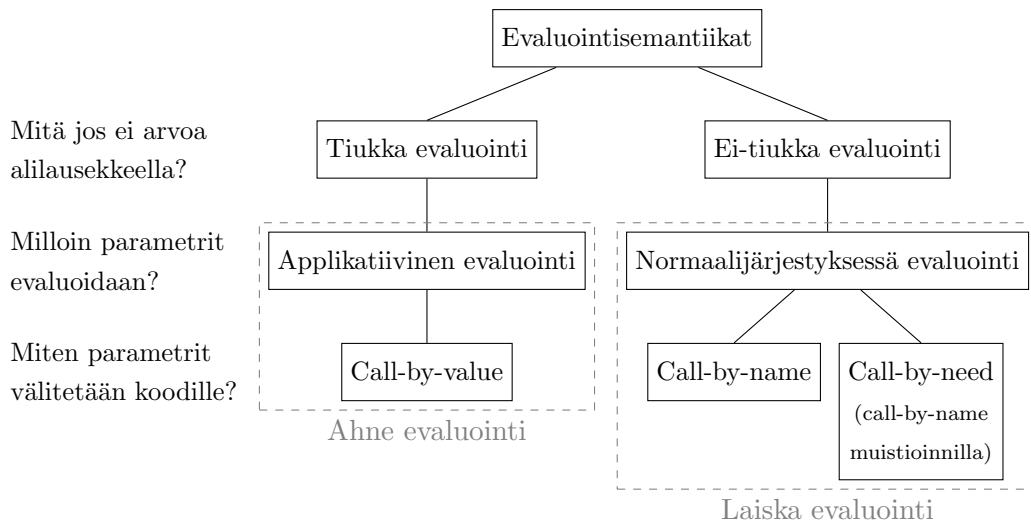 Evaluointisemantiikat
Mitä jos ei arvoa
alilausekkeella?
Tiukka evaluointi
Ei-tiukka evaluointi
Milloin parametrit
evaluoidaan?
Applikatiivinen evaluointi
Normaalijärjestyksessä evaluointi
Miten parametrit
välitetään koodille?
Call-by-value
Call-by-name
Call-by-need
(call-by-name
muistioinnilla)
Ahne evaluointi
Laiska evaluointi